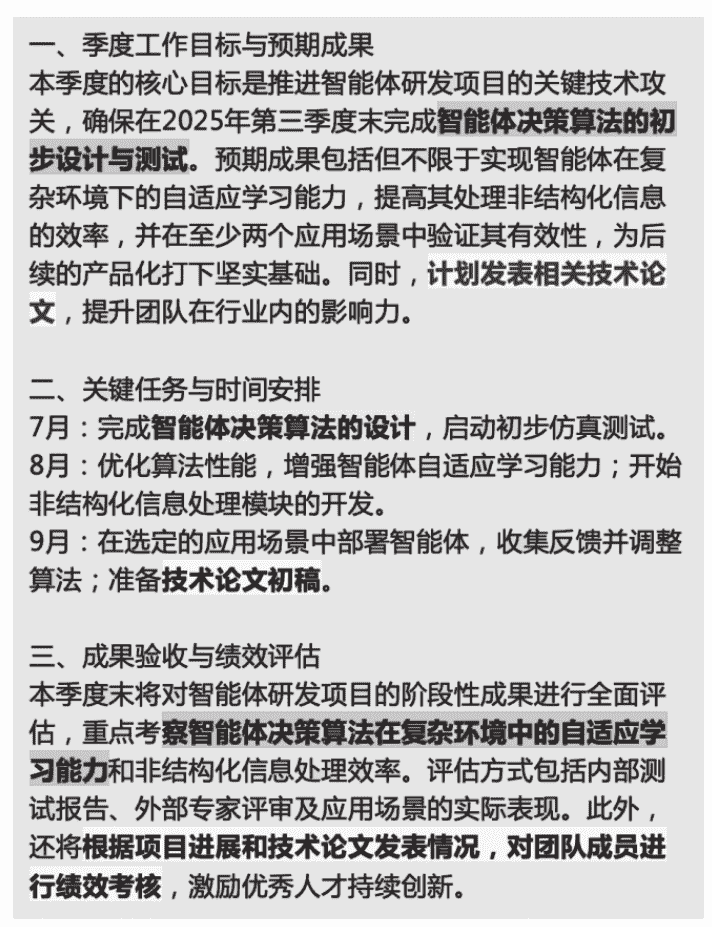 一、季度工作目标与预期成果
本季度的核心目标是推进智能体研发项目的关键技术攻
关，确保在2025年第三季度末完成智能体决策算法的初
步设计与测试。预期成果包括但不限于实现智能体在复
杂环境下的自适应学习能力，提高其处理非结构化信息
的效率，并在至少两个应用场景中验证其有效性，为后
续的产品化打下坚实基础。同时，计划发表相关技术论
文，提升团队在行业内的影响力。
二、关键任务与时间安排
7月：完成智能体决策算法的设计，启动初步仿真测试。
8月：优化算法性能，增强智能体自适应学习能力；开始
非结构化信息处理模块的开发。
9月：在选定的应用场景中部署智能体，收集反馈并调整
算法；准备技术论文初稿。
三、成果验收与绩效评估
本季度末将对智能体研发项目的阶段性成果进行全面评
估，重点考察智能体决策算法在复杂环境中的自适应学
习能力和非结构化信息处理效率。评估方式包括内部测
试报告、外部专家评审及应用场景的实际表现。此外，
还将根据项目进展和技术论文发表情况，对团队成员进
行绩效考核，激励优秀人才持续创新。